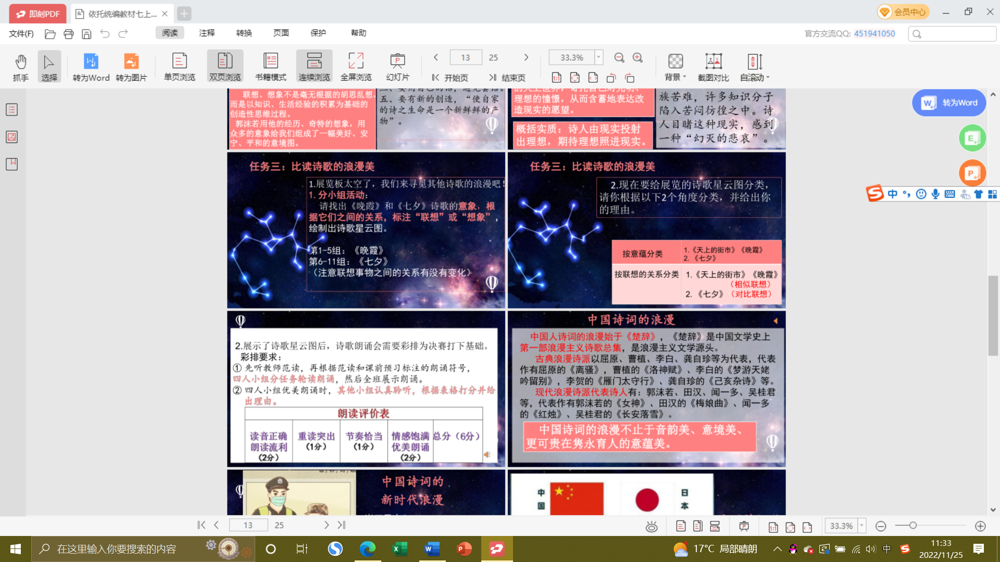 即刻PDF
依托统编教材七上...
会员中心
文件(F)
阅读
注释
转换
页面
保护
帮助
官方交流QQ: 451941050
13
25
33.3%
抓手
选择
转为Word
转为图片
单页浏览
双页浏览
书籍模式
连续浏览
全屏浏览
幻灯片
开始页
结束页
背景
截图对比
自滚动
联想、想象不是毫无根据的胡思乱想,
而是以知识、生活经验的积累为基础的
创造性思维过程。
郭沫若用他的经历、奇特的想象，用
众多的意象给我们组成了一幅美好、安
宁、平和的意境图。
五、要有新的创造，“使自家
的诗之生命是一个新鲜鲜的产
物”。
理想的憧憬，从而含蓄地表达改
造现实的愿望。
概括实质：诗人由现实投射
出理想，期待理想照进现实。
族苦难，许多知识分子
陷入苦闷彷徨之中。诗
人目睹这种现实，感到
一种“幻灭的悲哀”。
转为Word
任务三：比读诗歌的浪漫美
1.展览板太空了，我们来寻觅其他诗歌的浪漫吧！
1. 分小组活动：
请找出《晚霞》和《七夕》诗歌的意象，根
据它们之间的关系，标注“联想”或“想象”，
绘制出诗歌星云图。
第1-5组：《晚霞》
第6-11组：《七夕》
（注意联想事物之间的关系有没有变化）
任务三：比读诗歌的浪漫美
2.现在要给展览的诗歌星云图分类，
请你根据以下2个角度分类，并给出你
的理由。
按意蕴分类
1.《天上的街市》《晚霞》
2. 《七夕》
按联想的关系分类
1.《天上的街市》《晚霞》
（相似联想）
2. 《七夕》（对比联想）
中
2.展示了诗歌星云图后，诗歌朗诵会需要彩排为决赛打下基础。
彩排要求：
① 先听教师范读，再根据范读和课前预习标注的朗诵符号，
四人小组分任务轮读朗诵，然后全班展示朗诵。
② 四人小组优美朗诵时，其他小组认真聆听，根据表格打分并给
出理由。
朗读评价表
读音正确
朗读流利
(2分)
重读突出
(1分)
节奏恰当
(1分)
情感饱满
优美朗诵
(2分)
总分（6分）
中国诗词的浪漫
中国人诗词的浪漫始于《楚辞》，《楚辞》是中国文学史上
第一部浪漫主义诗歌总集，是浪漫主义文学源头。
古典浪漫诗派以屈原、曹植、李白、龚自珍等为代表，代表
作有屈原的《离骚》，曹植的《洛神赋》、李白的《梦游天姥
吟留别》，李贺的《雁门太守行》、龚自珍的《己亥杂诗》等。
现代浪漫诗派代表诗人有：郭沫若、田汉、闻一多、吴桂君
等，代表作有郭沫若的《女神》、田汉的《梅娘曲》、闻一多
的《红烛》、吴桂君的《长安落雪》。
中国诗词的浪漫不止于音韵美、意境美、
更可贵在隽永育人的意蕴美。
中国诗词的
新时代浪漫
中国
日本
13
25
33.3%
在这里输入你要搜索的内容
17°C 局部晴朗
中
11:33
2022/11/25